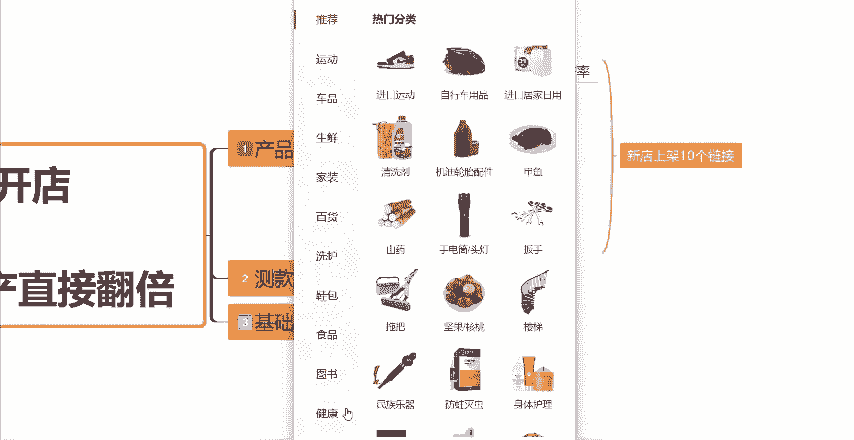 开店
产直接翻倍
1 产品
2 测款
3 基础
推荐
运动
车品
生鲜
家装
百货
洗护
鞋包
食品
图书
健康
热门分类
进口运动 自行车用品 进口居家日用
清洗剂 机油轮胎配件 甲鱼
山药 手电筒/头灯 扳手
拖把 坚果/核桃 楼梯
民族乐器 防蛀灭虫 身体护理
率
新店上架10个链接